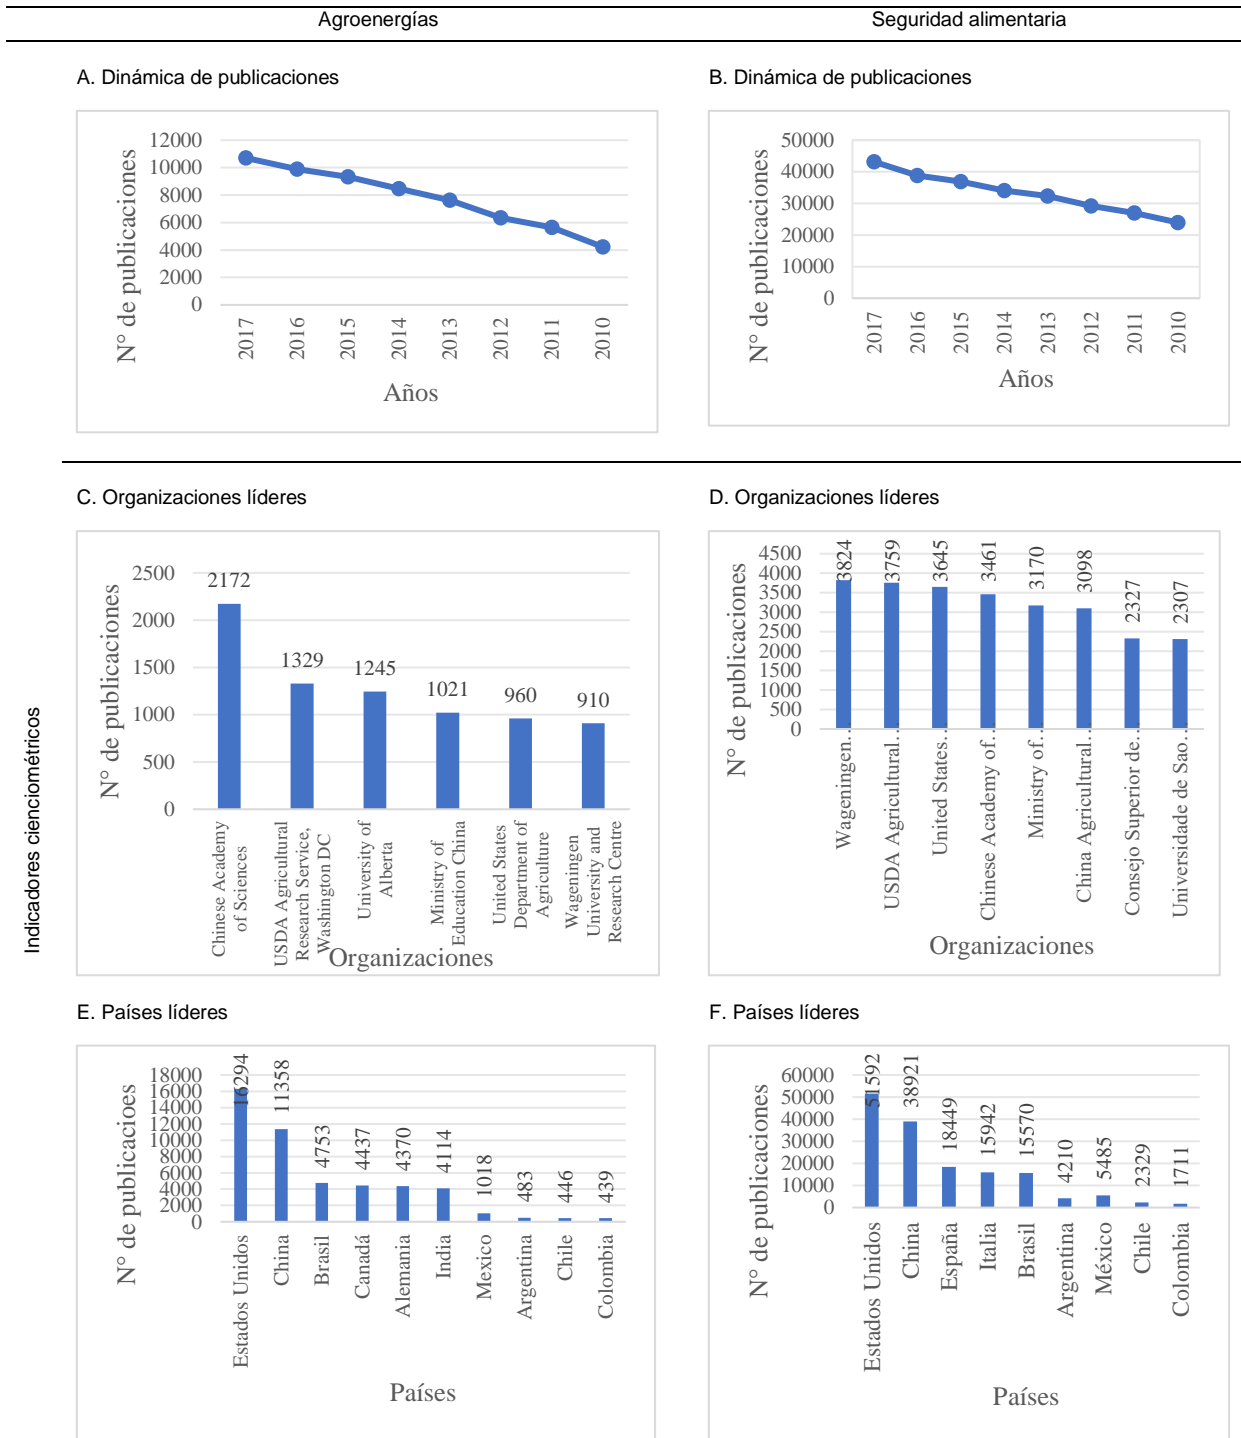 Agroenergías
Seguridad alimentaria
Indicadores cienciométricos
A. Dinámica de publicaciones
N° de publicaciones
12000
10000
8000
6000
4000
2000
0
2017
2016
2015
2014
2013
2012
2011
2010
Años
B. Dinámica de publicaciones
N° de publicaciones
50000
40000
30000
20000
10000
0
2017
2016
2015
2014
2013
2012
2011
2010
Años
C. Organizaciones líderes
N° de publicaciones
2500
2000
1500
1000
500
0
2172
1329
1245
1021
960
910
Chinese Academy
of Sciences
USDA Agricultural
Research Service,
Washington DC
University of
Alberta
Ministry of
Education China
United States
Department of
Agriculture
Wageningen
University and
Research Centre
Organizaciones
D. Organizaciones líderes
N° de publicaciones
4500
4000
3500
3000
2500
2000
1500
1000
500
0
3824
3759
3645
3461
3170
3098
2327
2307
Wageningen…
USDA Agricultural…
United States…
Chinese Academy of…
Ministry of…
China Agricultural…
Consejo Superior de…
Universidade de Sao…
Organizaciones
E. Países líderes
N° de publicacioes
18000
16000
14000
12000
10000
8000
6000
4000
2000
0
16294
11358
4753
4437
4370
4114
1018
483
446
439
Estados Unidos
China
Brasil
Canadá
Alemania
India
Mexico
Argentina
Chile
Colombia
Países
F. Países líderes
N° de publicaciones
60000
50000
40000
30000
20000
10000
0
51592
38921
18449
15942
15570
4210
5485
2329
1711
Estados Unidos
China
España
Italia
Brasil
Argentina
México
Chile
Colombia
Países